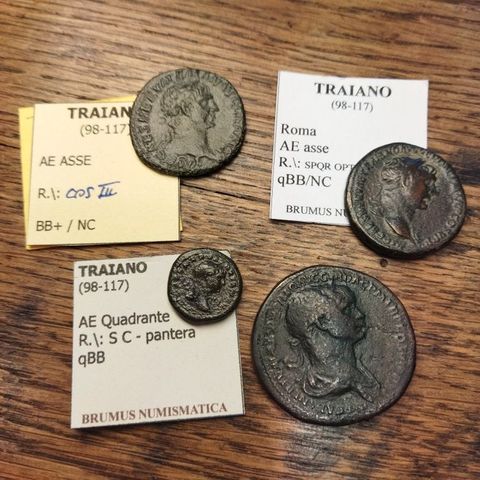 TRAIANO
(98-117)
AE ASSE
R.\: COS III
BB+ / NC
TRAIANO
(98-117)
Roma
AE asse
R.\: SPQR OPT
qBB/NC
BRUMUS NU
TRAIANO
(98-117)
AE Quadrante
R.\: S C - pantera
qBB
BRUMUS NUMISMATICA